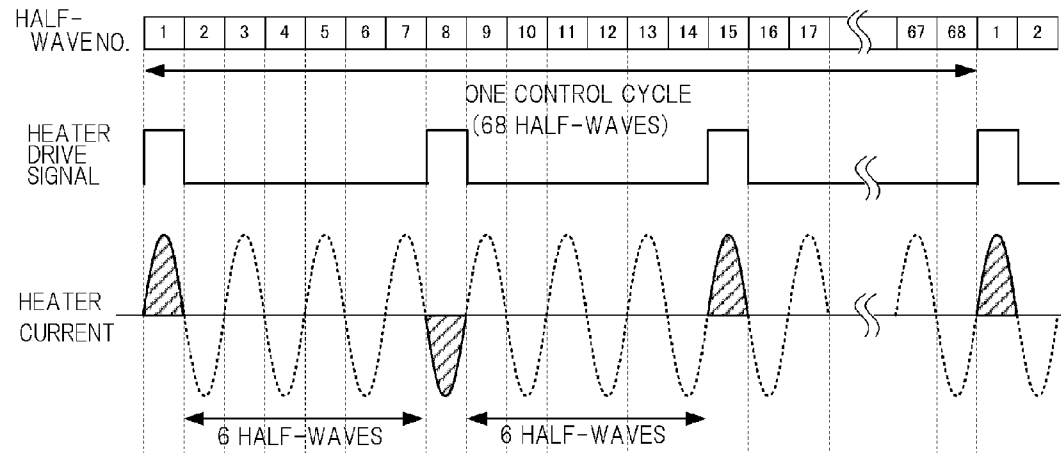 HALF-
WAVE NO.
1 2 3 4 5 6 7 8 9 10 11 12 13 14 15 16 17 67 68 1 2
ONE CONTROL CYCLE
(68 HALF-WAVES)
HEATER
DRIVE
SIGNAL
HEATER
CURRENT
6 HALF-WAVES 6 HALF-WAVES